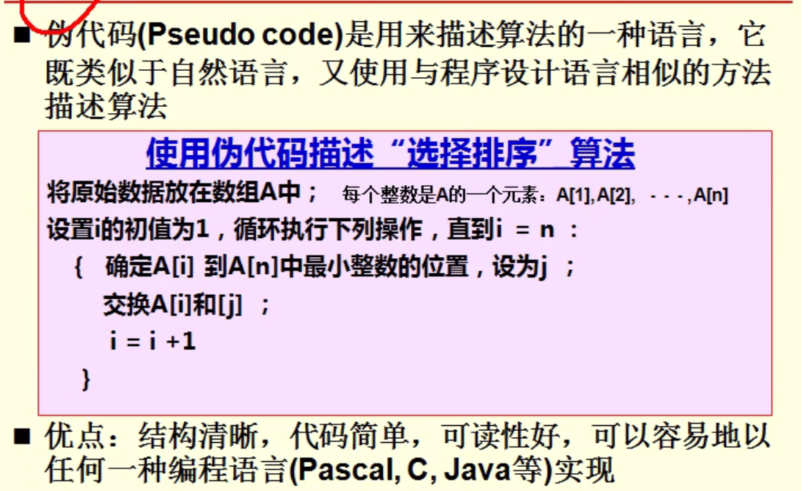 ■ 伪代码(Pseudo code)是用来描述算法的一种语言，它
既类似于自然语言，又使用与程序设计语言相似的方法
描述算法
使用伪代码描述“选择排序”算法
将原始数据放在数组A中； 每个整数是A的一个元素：A[1],A[2]，---,A[n]
设置i的初值为1，循环执行下列操作，直到i = n ：
{ 确定A[i] 到A[n]中最小整数的位置，设为j ；
交换A[i]和[j] ；
i = i +1
}
■ 优点：结构清晰，代码简单，可读性好，可以容易地以
任何一种编程语言(Pascal, C, Java等)实现